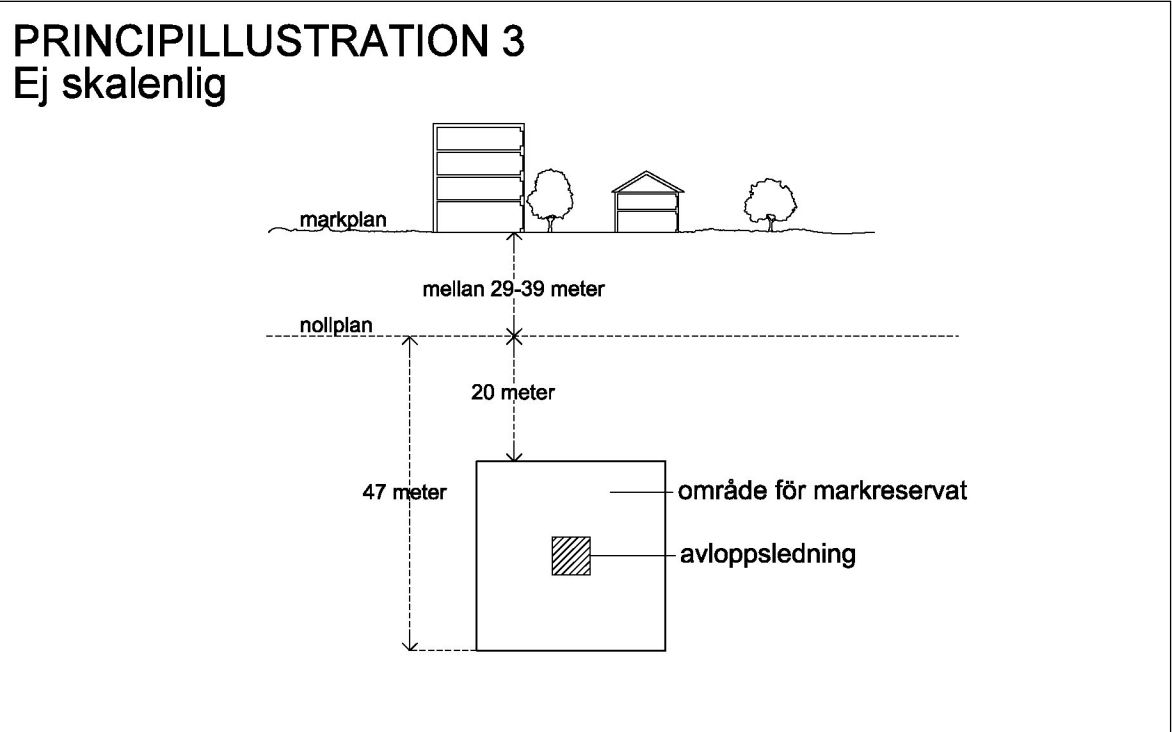 PRINCIPILLUSTRATION 3
Ej skalenlig
markplan
mellan 29-39 meter
nollplan
20 meter
47 meter
område för markreservat
avloppsledning